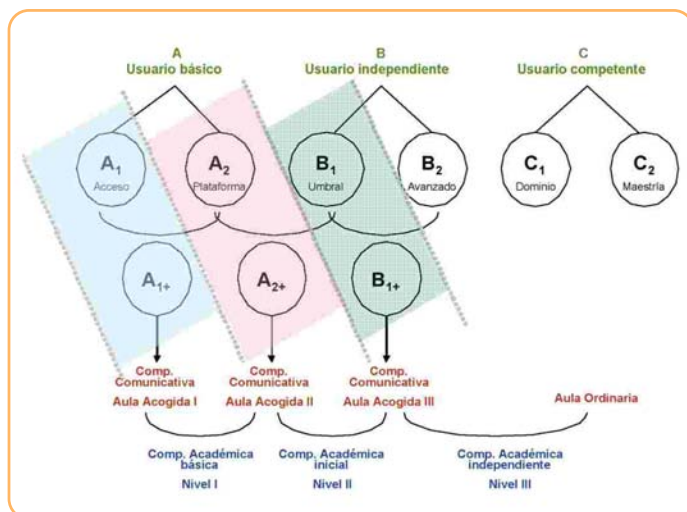 A
Usuario básico
B
Usuario independiente
C
Usuario competente
A1
Acceso
A2
Plataforma
B1
Umbral
B2
Avanzado
C1
Dominio
C2
Maestría
A1+
A2+
B1+
Comp.
Comunicativa
Aula Acogida I
Comp.
Comunicativa
Aula Acogida II
Comp.
Comunicativa
Aula Acogida III
Aula Ordinaria
Comp. Académica
básica
Nivel I
Comp. Académica
inicial
Nivel II
Comp. Académica
independiente
Nivel III